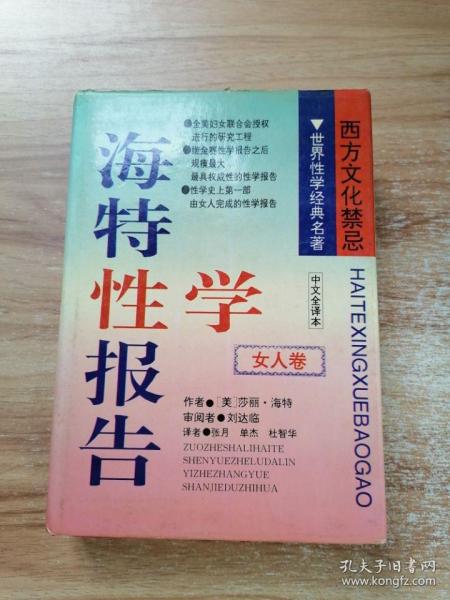 西方文化禁忌
▼世界性学经典名著
中文全译本
HAITEXINGXUEBAOGAO
●全美妇女联合会授权
进行的研究工程
●继金赛性学报告之后
规模最大
最具权威性的性学报告
●性学史上第一部
由女人完成的性学报告
海特性学报告
女人卷
作者●[美]莎丽·海特
审阅者●刘达临
译者●张月 单杰 杜智华
ZUOZHESHALIHAITE
SHENYUEZHELUDALIN
YIZHEZHANGYUE
SHANJIEDUZHIHUA
孔夫子旧书网
www.kongfz.com